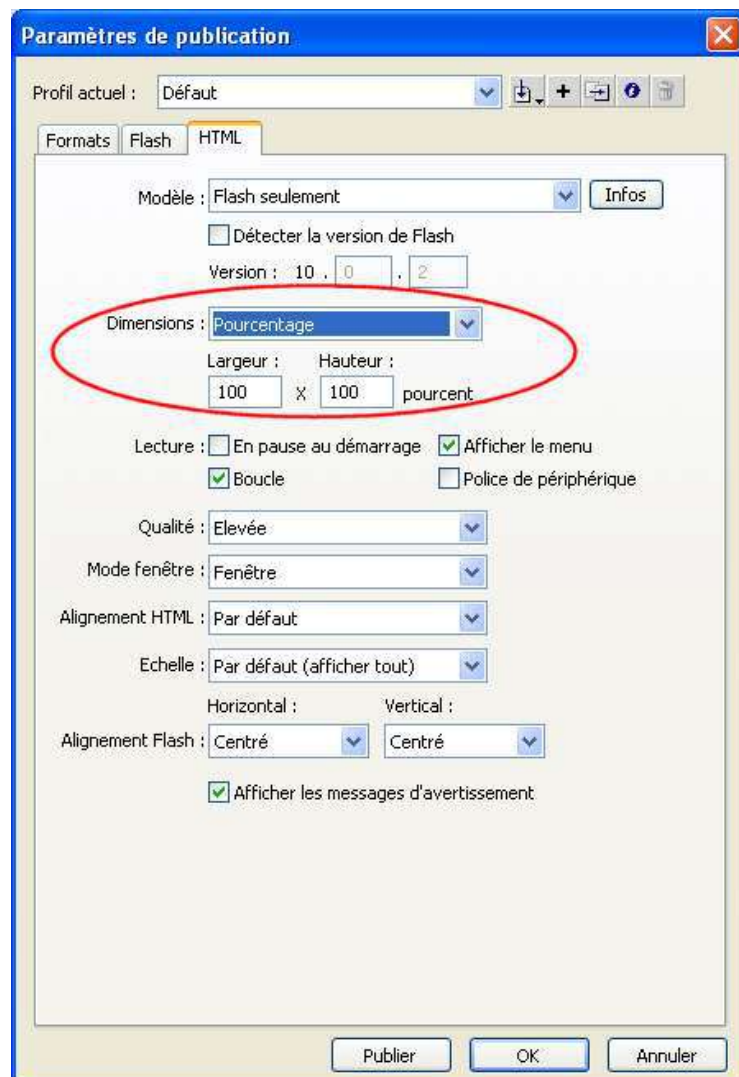 Paramètres de publication
Profil actuel : Défaut
Formats Flash HTML
Modèle : Flash seulement Infos
Détecter la version de Flash
Version : 10 . 0 . 2
Dimensions : Pourcentage
Largeur : Hauteur :
100 X 100 pourcent
Lecture : En pause au démarrage Afficher le menu
Boucle Police de périphérique
Qualité : Elevée
Mode fenêtre : Fenêtre
Alignement HTML : Par défaut
Echelle : Par défaut (afficher tout)
Horizontal : Vertical :
Alignement Flash : Centré Centré
Afficher les messages d'avertissement
Publier OK Annuler